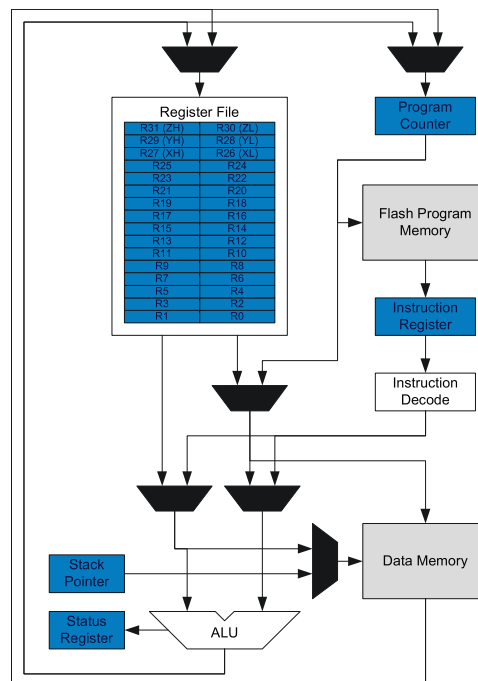 Register File
R31 (ZH) R30 (ZL)
R29 (YH) R28 (YL)
R27 (XH) R26 (XL)
R25 R24
R23 R22
R21 R20
R19 R18
R17 R16
R15 R14
R13 R12
R11 R10
R9 R8
R7 R6
R5 R4
R3 R2
R1 R0
Program
Counter
Flash Program
Memory
Instruction
Register
Instruction
Decode
Stack
Pointer
Data Memory
Status
Register
ALU